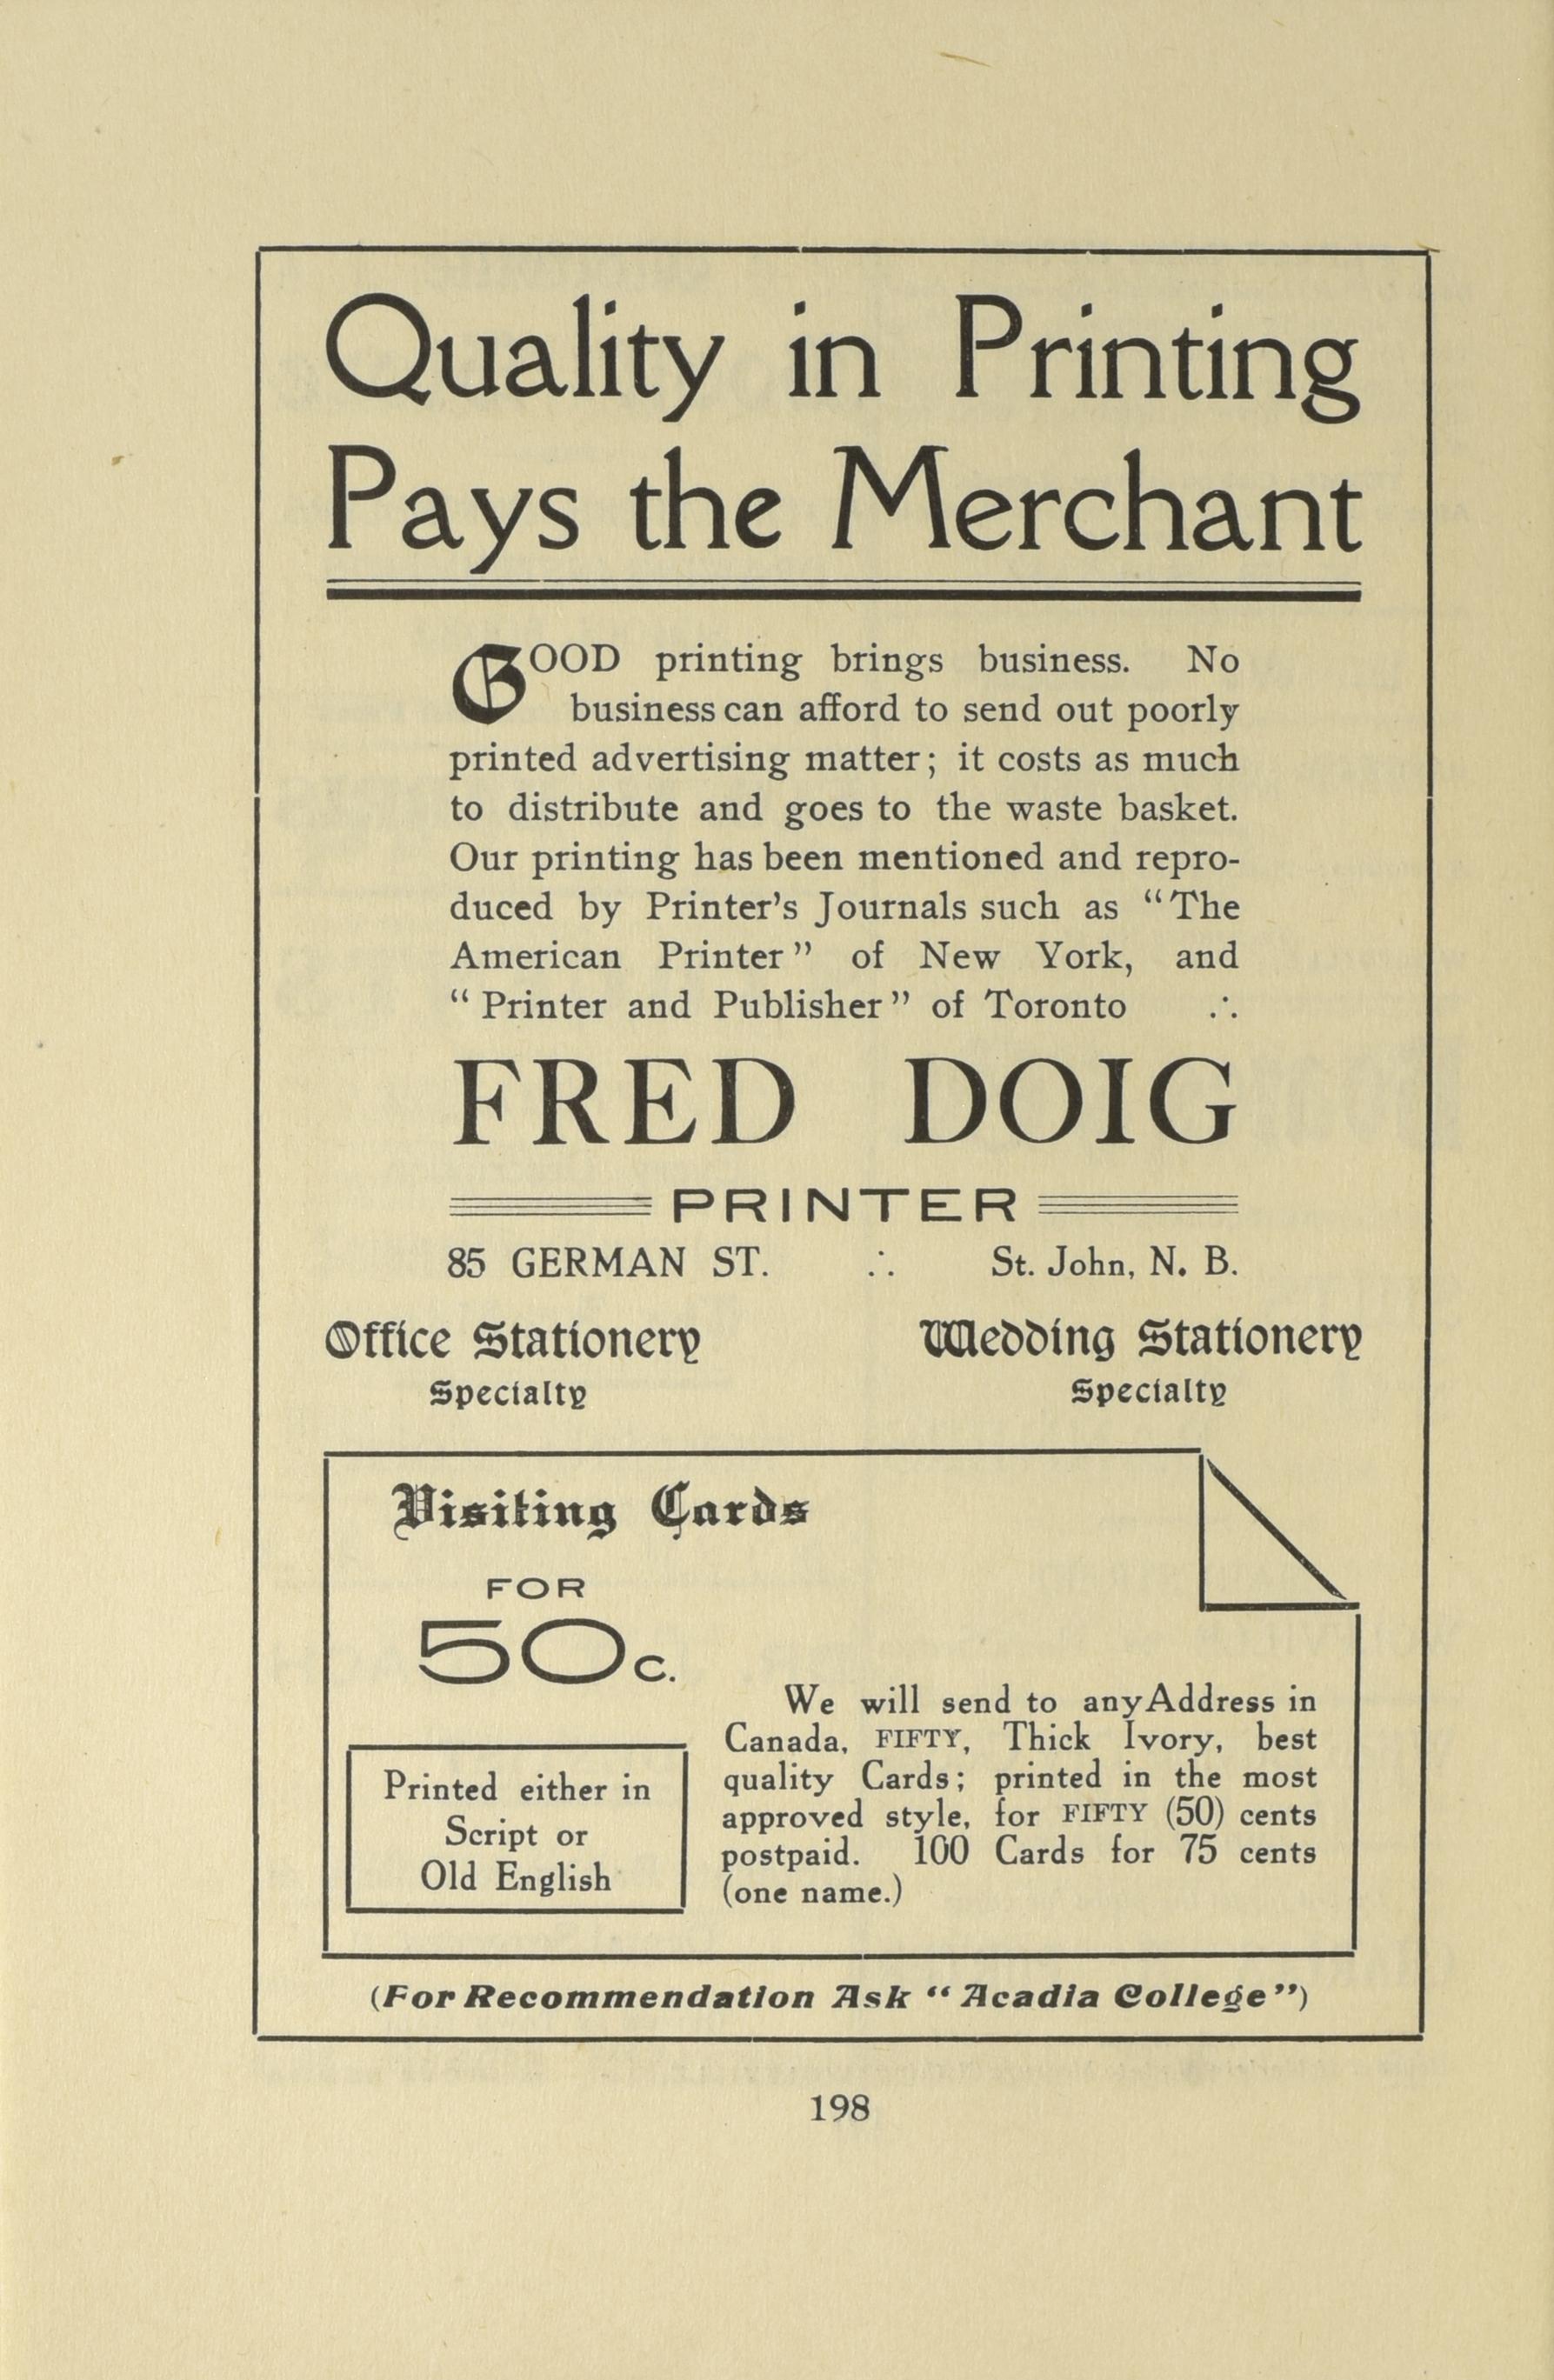 Quality in Printing
Pays the Merchant
GOOD printing brings business. No
business can afford to send out poorly
printed advertising matter; it costs as much
to distribute and goes to the waste basket.
Our printing has been mentioned and repro-
duced by Printer's Journals such as "The
American Printer" of New York, and
"Printer and Publisher" of Toronto ∴
FRED DOIG
PRINTER
85 GERMAN ST. ∴ St. John, N. B.
Office Stationery Wedding Stationery
Specialty Specialty
Visiting Cards
FOR
50c.
Printed either in
Script or
Old English
We will send to any Address in
Canada, FIFTY, Thick Ivory, best
quality Cards; printed in the most
approved style, for FIFTY (50) cents
postpaid. 100 Cards for 75 cents
(one name.)
(For Recommendation Ask "Acadia College")
198